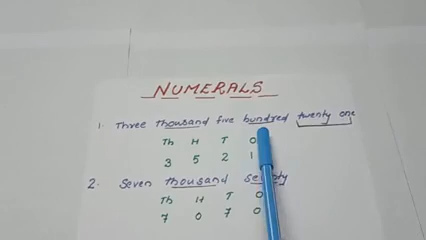 NUMERALS
1. Three thousand five hundred twenty one
Th H T O
3 5 2 1
2. Seven thousand seventy
Th H T O
7 0 7 0